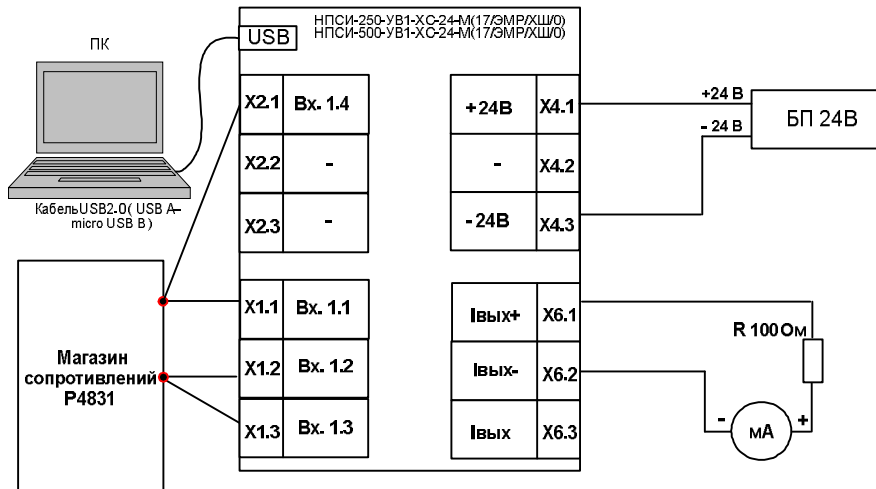 НПСИ-250-УВ1-ХС-24-М(17/ЭМР/ХШ/0)
НПСИ-500-УВ1-ХС-24-М(17/ЭМР/ХШ/0)
USB
ПК
КабельUSB2.0( USB A–
micro USB B )
X2.1 Вх. 1.4
X2.2 -
X2.3 -
+24В X4.1
- X4.2
-24В X4.3
+24 В
- 24 В
БП 24В
Магазин
сопротивлений
Р4831
X1.1 Вх. 1.1
X1.2 Вх. 1.2
X1.3 Вх. 1.3
Iвых+ X6.1
Iвых- X6.2
Iвых X6.3
R 100 Ом
- мА +